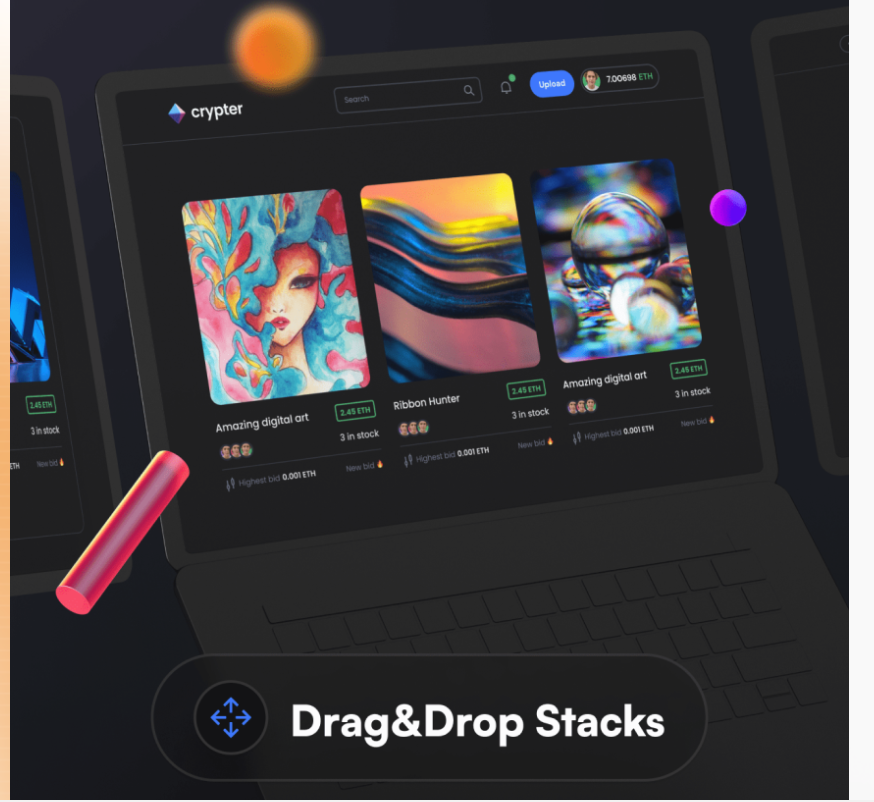 crypter
Search
Upload
7.00698 ETH
2.45 ETH
3 in stock
ETH
New bid
Amazing digital art
2.45 ETH
3 in stock
Highest bid 0.001 ETH
New bid
Ribbon Hunter
2.45 ETH
3 in stock
Highest bid 0.001 ETH
New bid
Amazing digital art
2.45 ETH
3 in stock
Highest bid 0.001 ETH
New bid
Drag&Drop Stacks